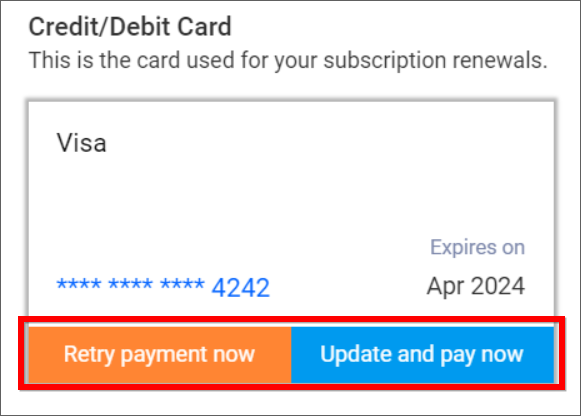 Credit/Debit Card
This is the card used for your subscription renewals.
Visa
Expires on
**** **** **** 4242
Apr 2024
Retry payment now
Update and pay now